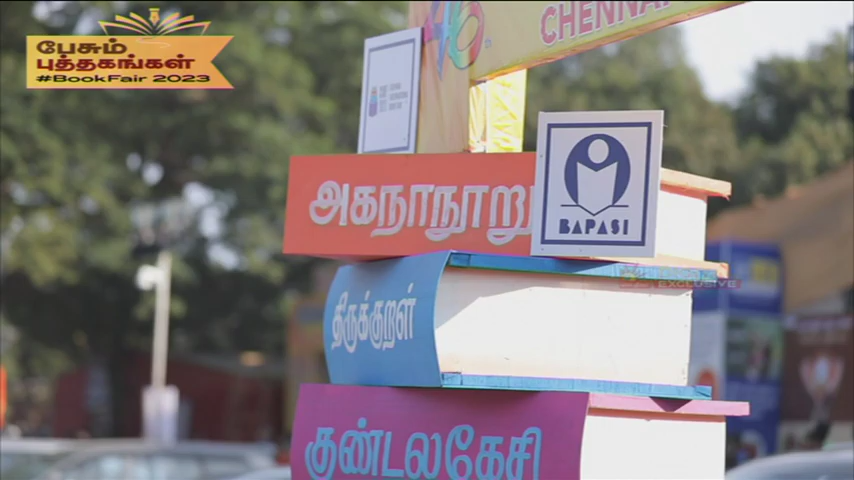 பேசும்
புத்தகங்கள்
#BookFair 2023
CHENNAI
அகநாநூறு
BAPASI
EXCLUSIVE
திருக்குறள்
குண்டலகேசி